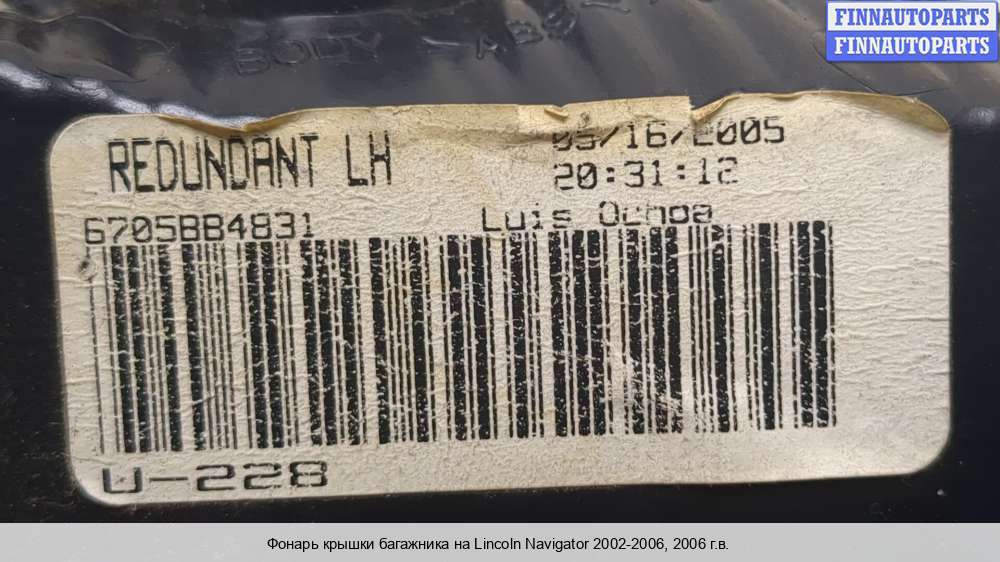 FINNAUTOPARTS
FINNAUTOPARTS
BODY
REDUNDANT LH
05/16/2005
20:31:12
6705BB4831
Luis Ochoa
U-228
Фонарь крышки багажника на Lincoln Navigator 2002-2006, 2006 г.в.